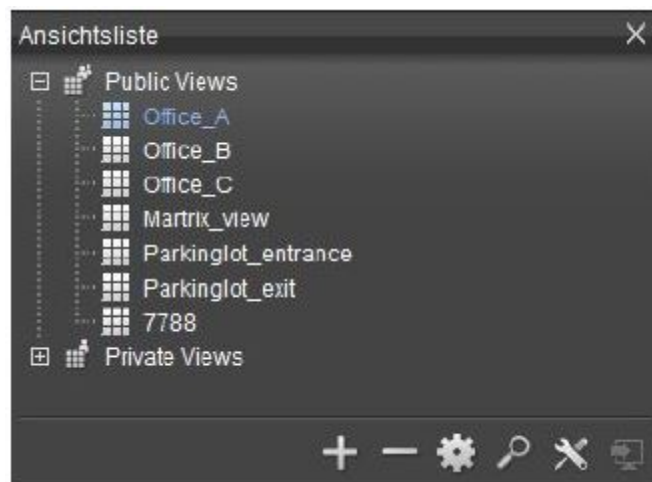 Ansichtsliste
Public Views
Office_A
Office_B
Office_C
Martrix_view
Parkinglot_entrance
Parkinglot_exit
7788
Private Views